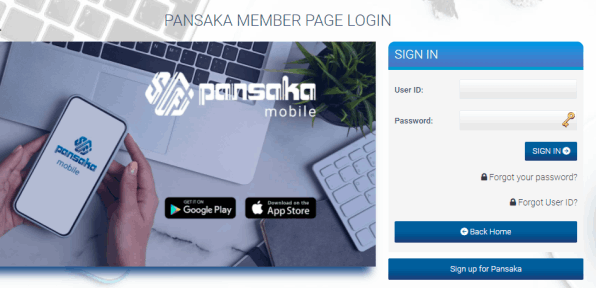 PANSAKA MEMBER PAGE LOGIN
pansaka
mobile
pansaka
mobile
GET IT ON
Google Play
Download on the
App Store
SIGN IN
User ID:
Password:
SIGN IN
Forgot your password?
Forgot User ID?
Back Home
Sign up for Pansaka